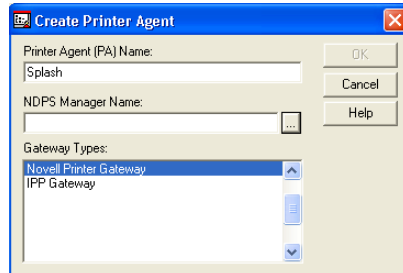 Create Printer Agent
Printer Agent (PA) Name:
OK
Splash
Cancel
NDPS Manager Name:
...
Help
Gateway Types:
Novell Printer Gateway
IPP Gateway